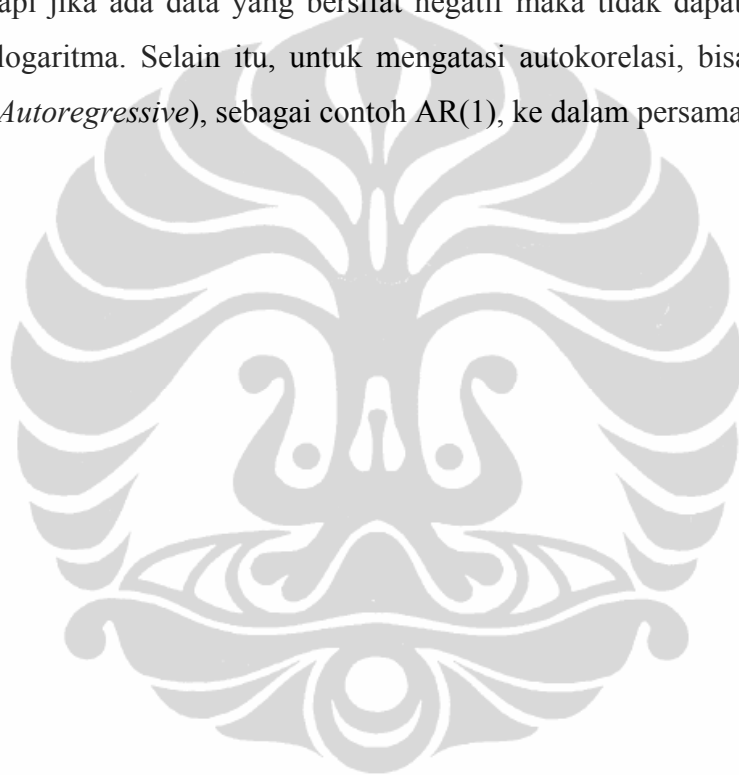 api jika ada data yang bersifat negatif maka tidak dapat
logaritma. Selain itu, untuk mengatasi autokorelasi, bisa
Autoregressive), sebagai contoh AR(1), ke dalam persama